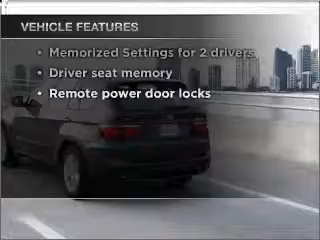 VEHICLE FEATURES
• Memorized Settings for 2 drivers
• Driver seat memory
• Remote power door locks